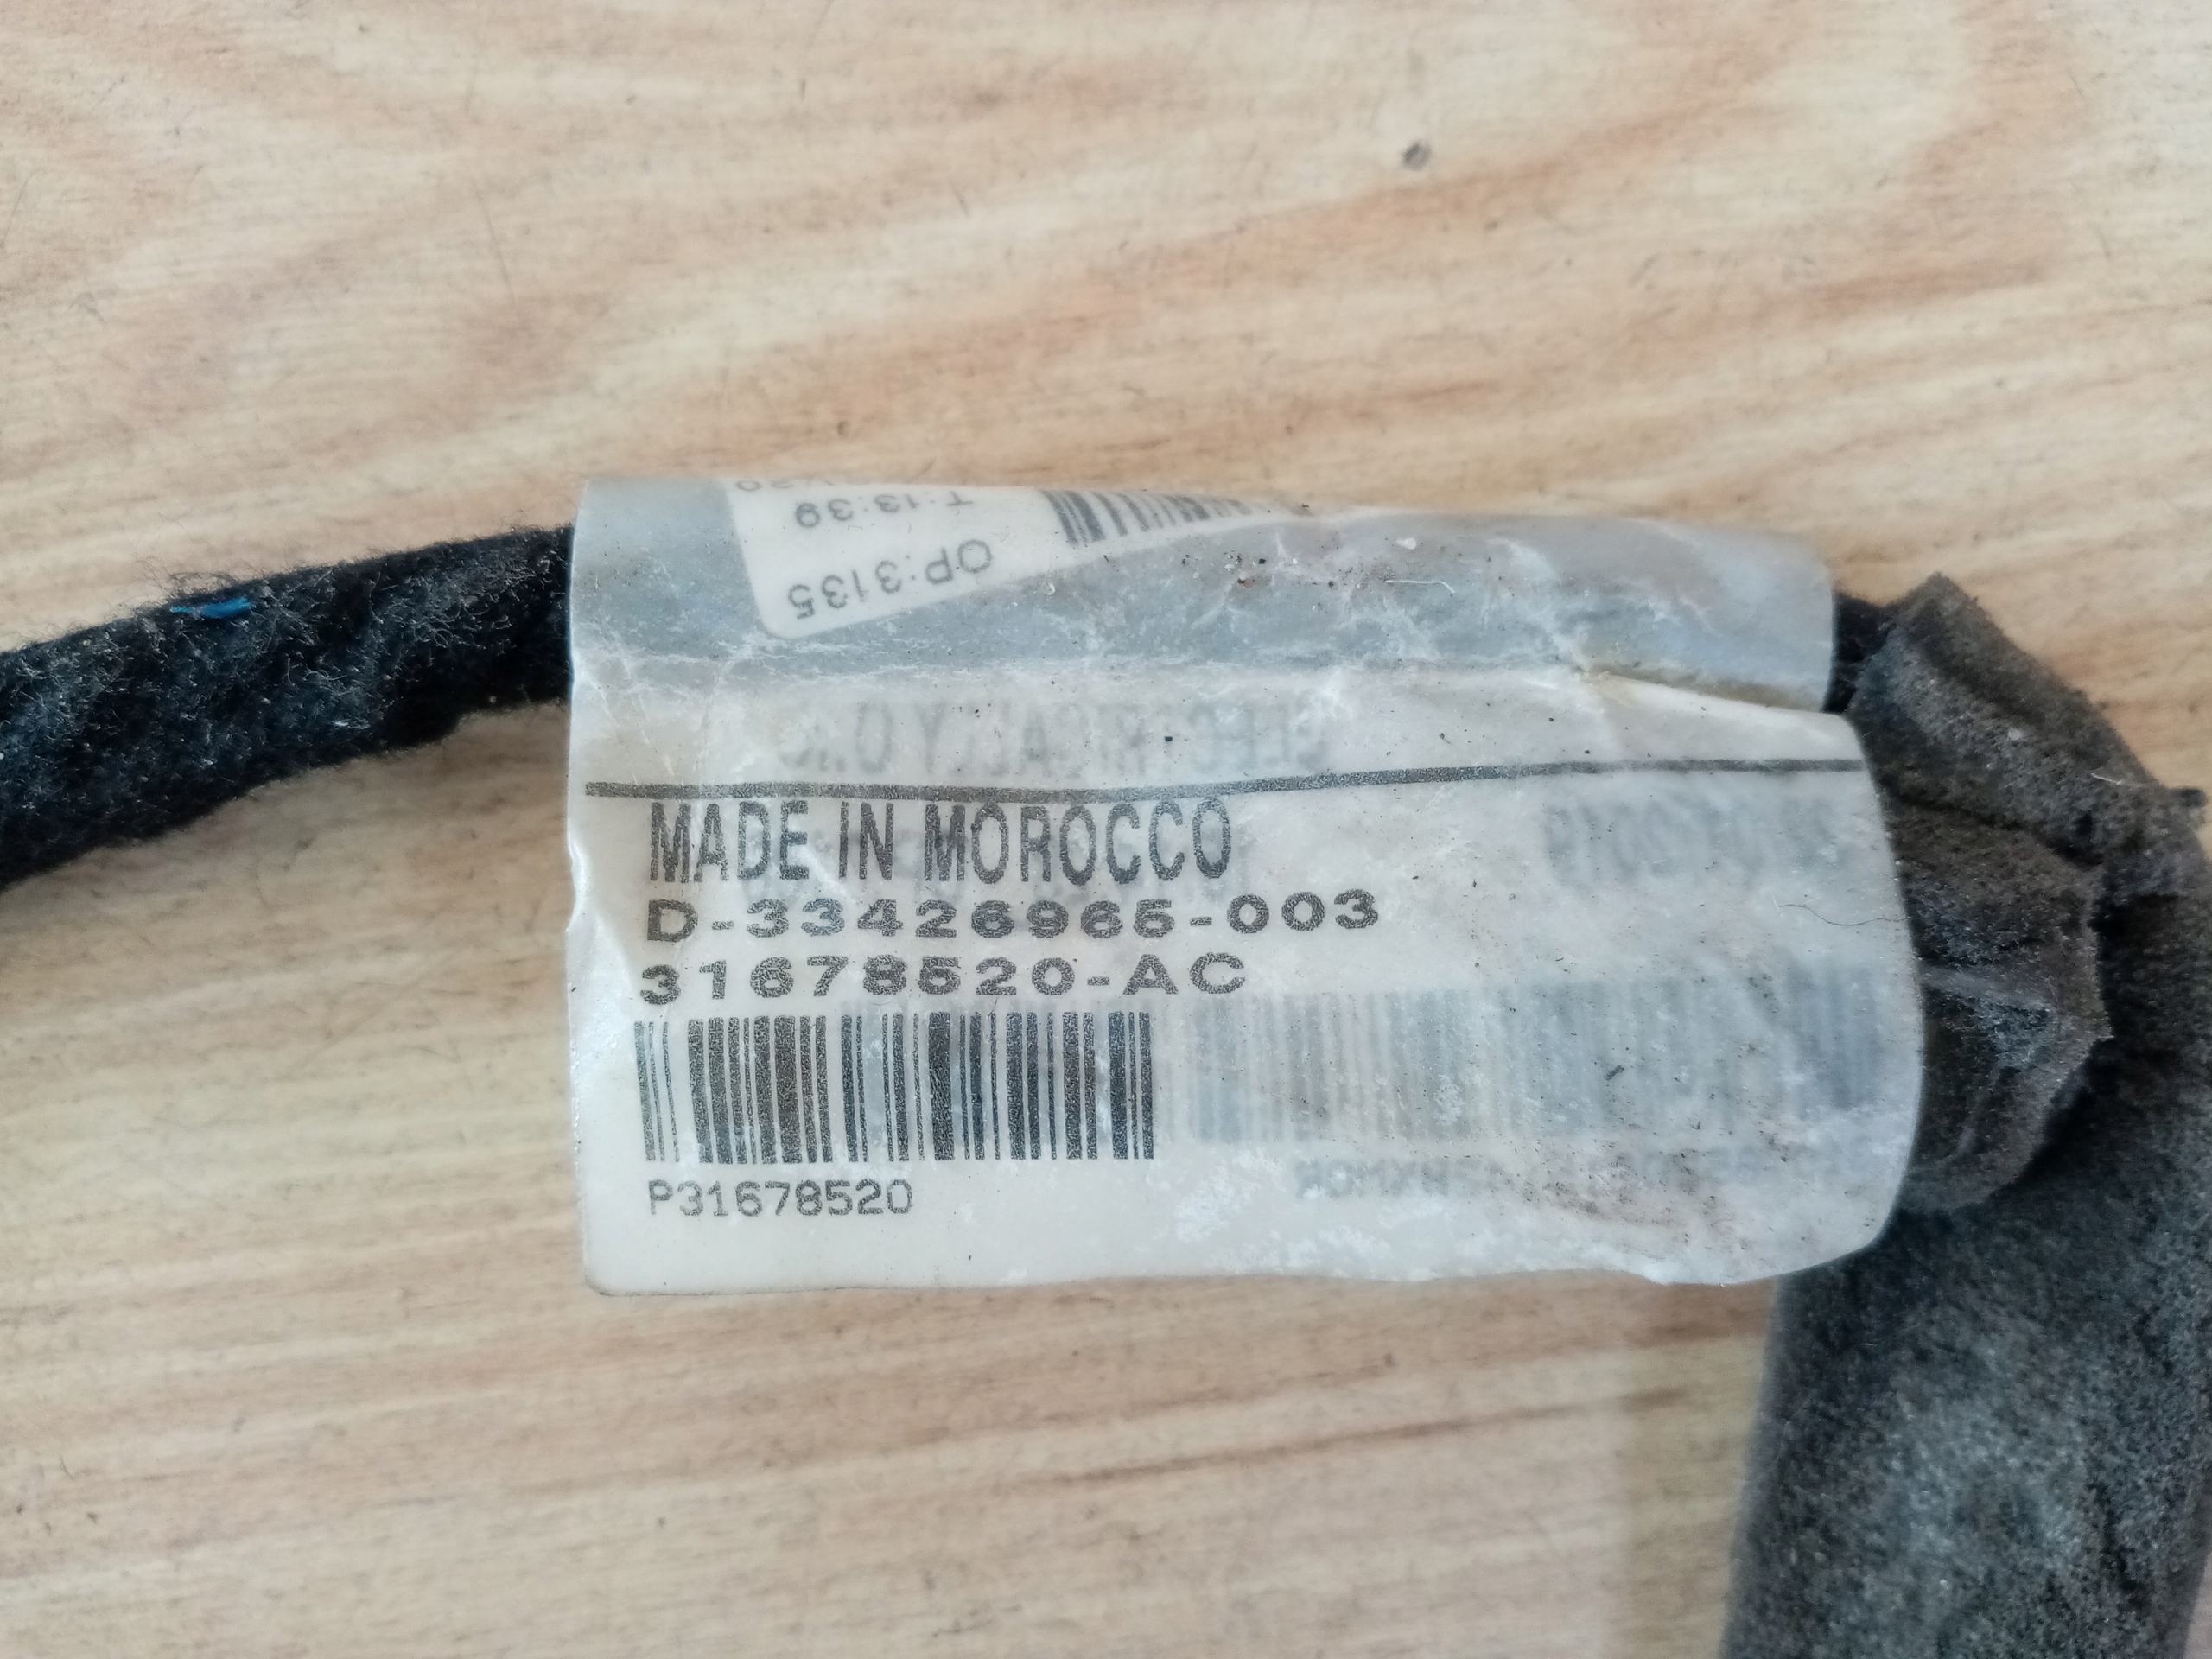 T:13:39
OP:3135
MADE IN MOROCCO
D-33426965-003
31678520-AC
P31678520